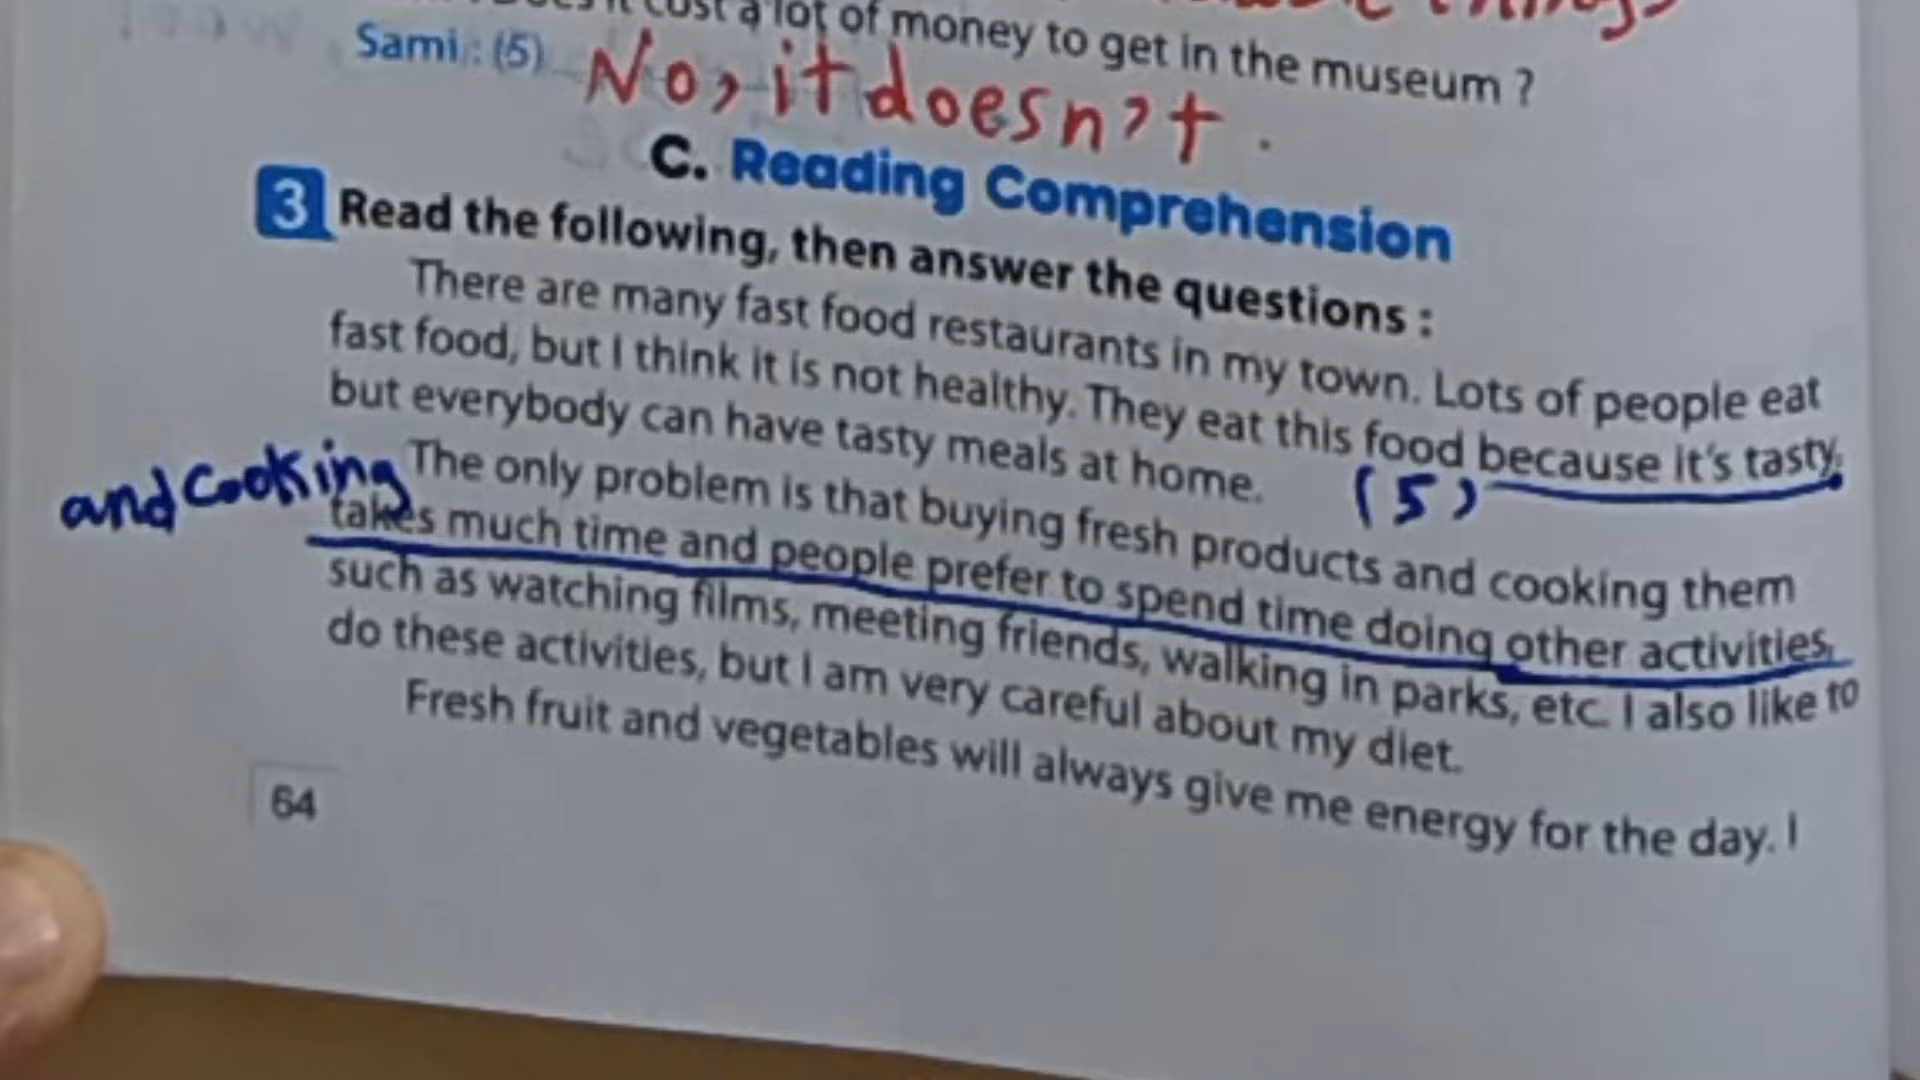 it cost a lot of money to get in the museum ?
Sami : (5) No, it doesn't.
C. Reading Comprehension
3 Read the following, then answer the questions :
There are many fast food restaurants in my town. Lots of people eat
fast food, but I think it is not healthy. They eat this food because it's tasty,
but everybody can have tasty meals at home. (5)
The only problem is that buying fresh products and cooking them
and cooking
takes much time and people prefer to spend time doing other activities,
such as watching films, meeting friends, walking in parks, etc. I also like to
do these activities, but I am very careful about my diet.
Fresh fruit and vegetables will always give me energy for the day. I
64